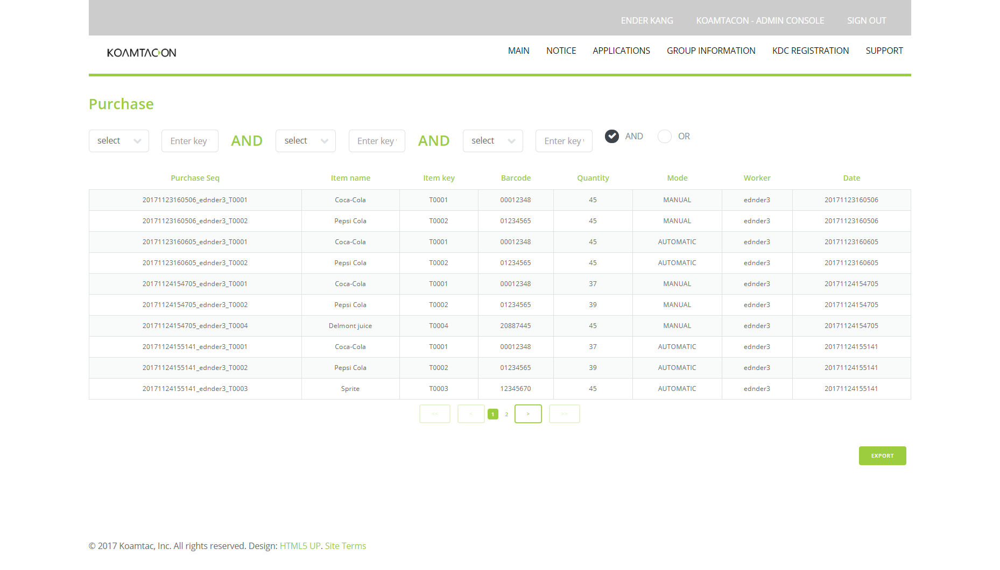 ENDER KANG KOAMTACON - ADMIN CONSOLE SIGN OUT
KOAMTACON MAIN NOTICE APPLICATIONS GROUP INFORMATION KDC REGISTRATION SUPPORT
Purchase
select Enter key AND select Enter key AND select Enter key AND OR
Purchase Seq Item name Item key Barcode Quantity Mode Worker Date
20171123160506_ednder3_T0001 Coca-Cola T0001 00012348 45 MANUAL ednder3 20171123160506
20171123160506_ednder3_T0002 Pepsi Cola T0002 01234565 45 MANUAL ednder3 20171123160506
20171123160605_ednder3_T0001 Coca-Cola T0001 00012348 45 AUTOMATIC ednder3 20171123160605
20171123160605_ednder3_T0002 Pepsi Cola T0002 01234565 45 AUTOMATIC ednder3 20171123160605
20171124154705_ednder3_T0001 Coca-Cola T0001 00012348 37 MANUAL ednder3 20171124154705
20171124154705_ednder3_T0002 Pepsi Cola T0002 01234565 39 MANUAL ednder3 20171124154705
20171124154705_ednder3_T0004 Delmont juice T0004 20887445 45 MANUAL ednder3 20171124154705
20171124155141_ednder3_T0001 Coca-Cola T0001 00012348 37 AUTOMATIC ednder3 20171124155141
20171124155141_ednder3_T0002 Pepsi Cola T0002 01234565 39 AUTOMATIC ednder3 20171124155141
20171124155141_ednder3_T0003 Sprite T0003 12345670 45 AUTOMATIC ednder3 20171124155141
<< < 1 2 > >>
EXPORT
© 2017 Koamtac, Inc. All rights reserved. Design: HTML5 UP. Site Terms